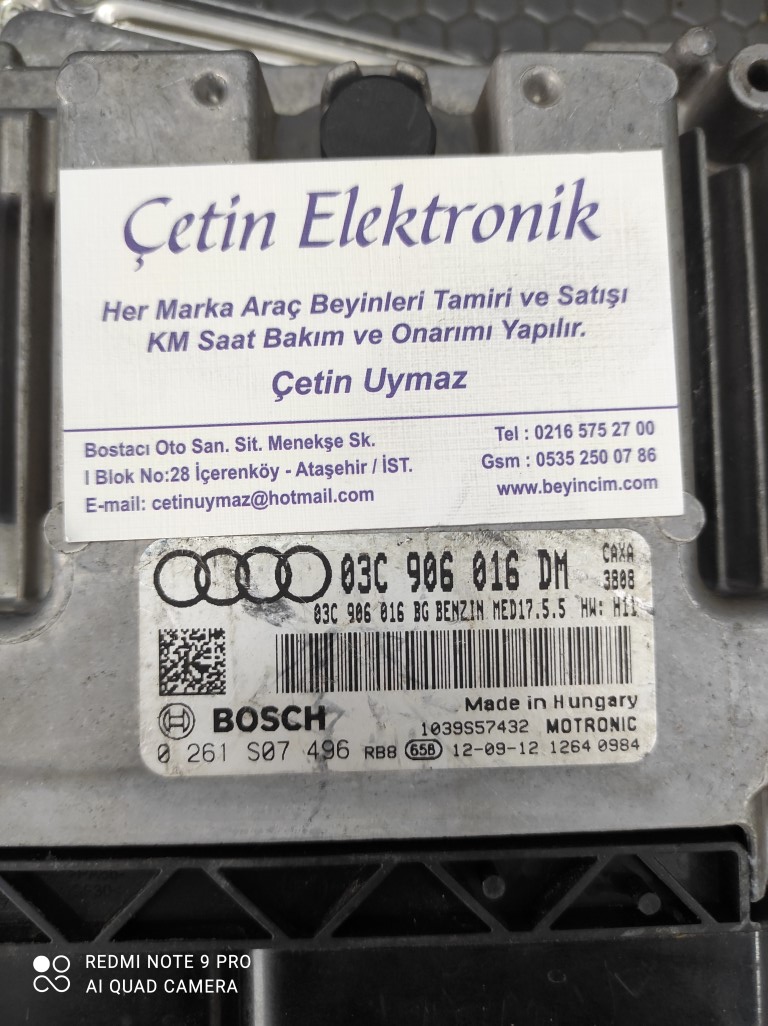 Çetin Elektronik
Her Marka Araç Beyinleri Tamiri ve Satışı
KM Saat Bakım ve Onarımı Yapılır.
Çetin Uymaz
Bostacı Oto San. Sit. Menekşe Sk.
I Blok No:28 İçerenköy - Ataşehir / İST.
E-mail: cetinuymaz@hotmail.com
Tel : 0216 575 27 00
Gsm : 0535 250 07 86
www.beyincim.com
03C 906 016 DM CAXA
3808
03C 906 016 BG BENZIN MED17.5.5 HW: H11
Made in Hungary
BOSCH 1039S57432 MOTRONIC
0 261 S07 496 RB8 65B 12-09-12 1264 0984
REDMI NOTE 9 PRO
AI QUAD CAMERA